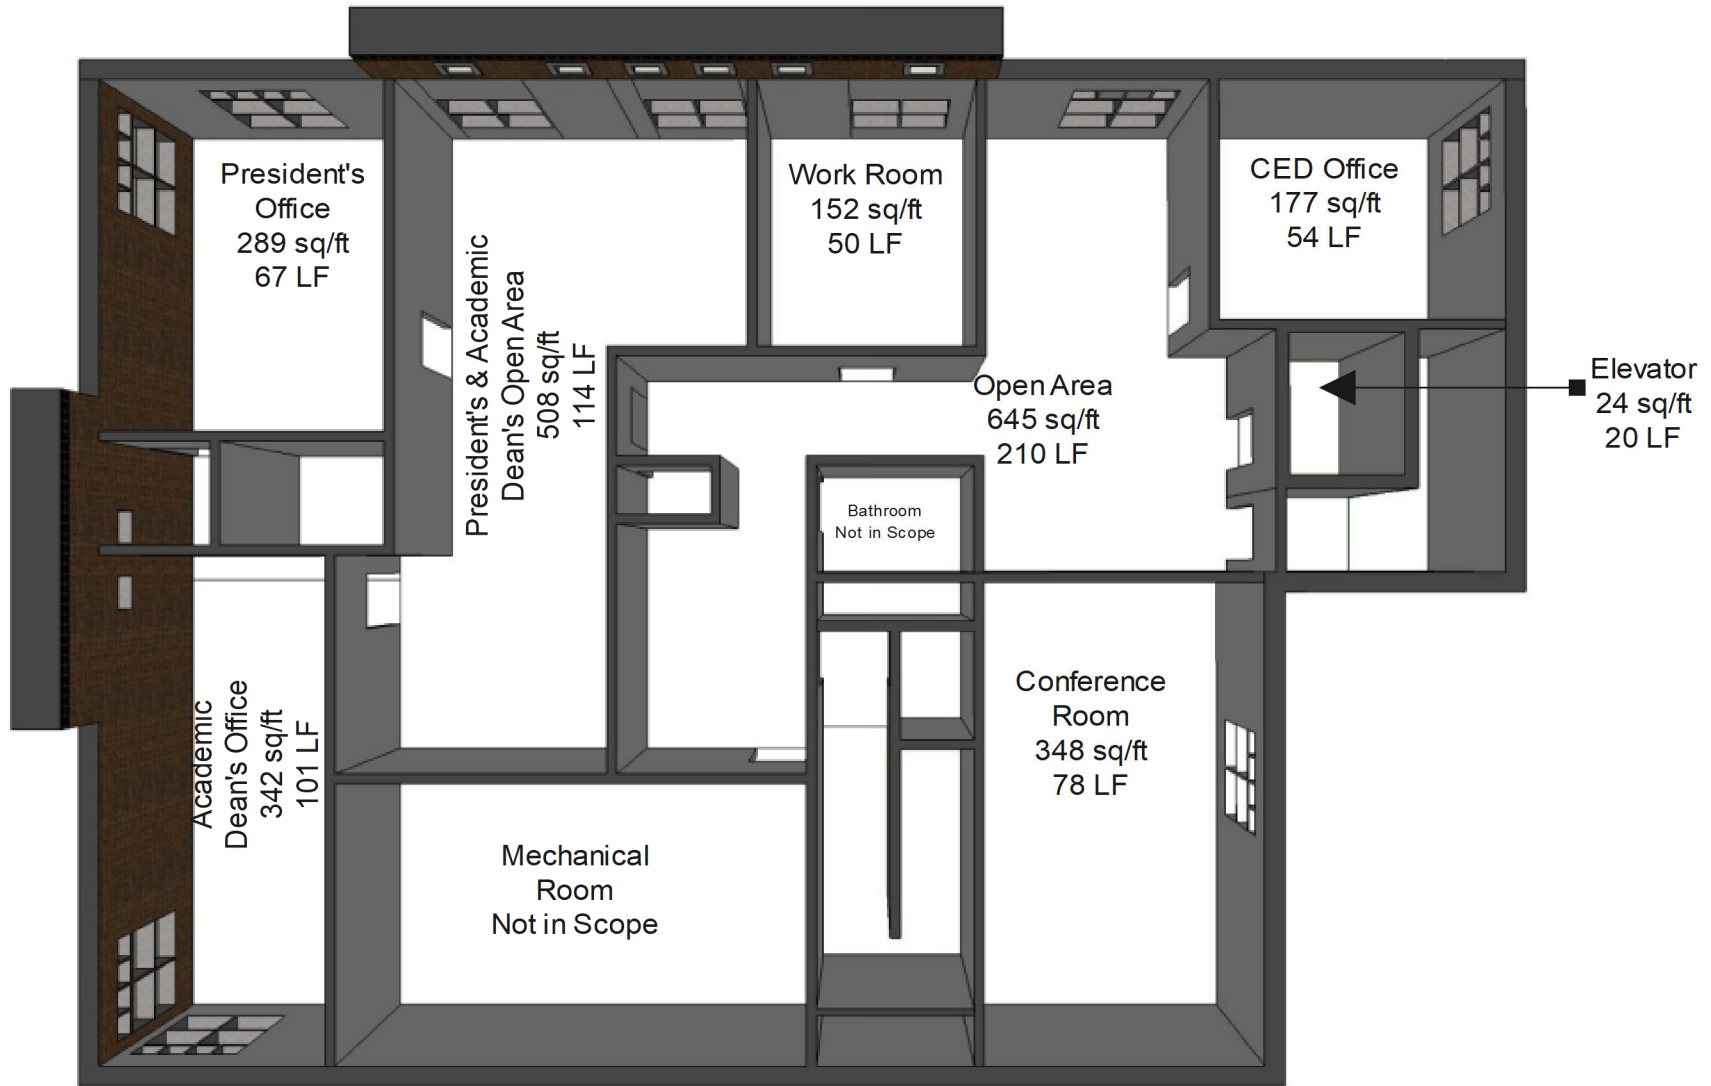 President's
Office
289 sq/ft
67 LF
President & Academic
Dean's Open Area
508 sq/ft
114 LF
Work Room
152 sq/ft
50 LF
CED Office
177 sq/ft
54 LF
Open Area
645 sq/ft
210 LF
Elevator
24 sq/ft
20 LF
Bathroom
Not in Scope
Academic
Dean's Office
342 sq/ft
101 LF
Mechanical
Room
Not in Scope
Conference
Room
348 sq/ft
78 LF